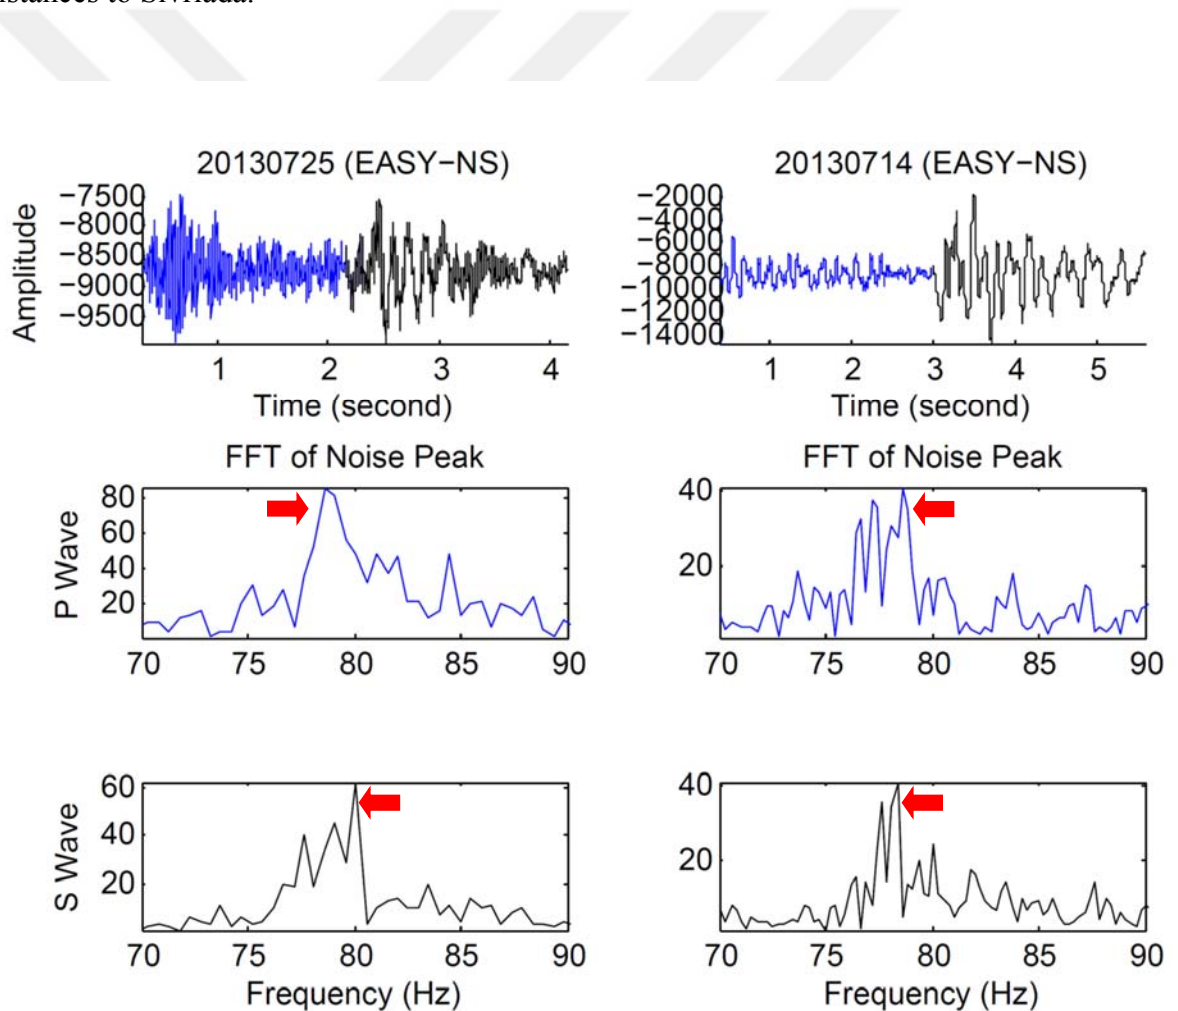 20130725 (EASY−NS)
Amplitude
−7500
−8000
−8500
−9000
−9500
1 2 3 4
Time (second)
20130714 (EASY−NS)
−2000
−4000
−6000
−8000
−10000
−12000
−14000
1 2 3 4 5
Time (second)
FFT of Noise Peak
P Wave
80
60
40
20
70 75 80 85 90
FFT of Noise Peak
40
20
70 75 80 85 90
S Wave
60
40
20
70 75 80 85 90
Frequency (Hz)
40
20
70 75 80 85 90
Frequency (Hz)